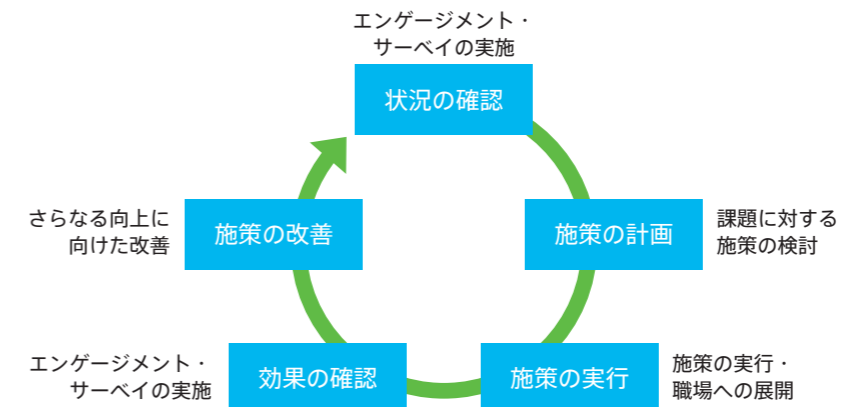 エンゲージメント・
サーベイの実施
状況の確認
さらなる向上に
向けた改善
施策の改善
施策の計画
課題に対する
施策の検討
エンゲージメント・
サーベイの実施
効果の確認
施策の実行
施策の実行・
職場への展開